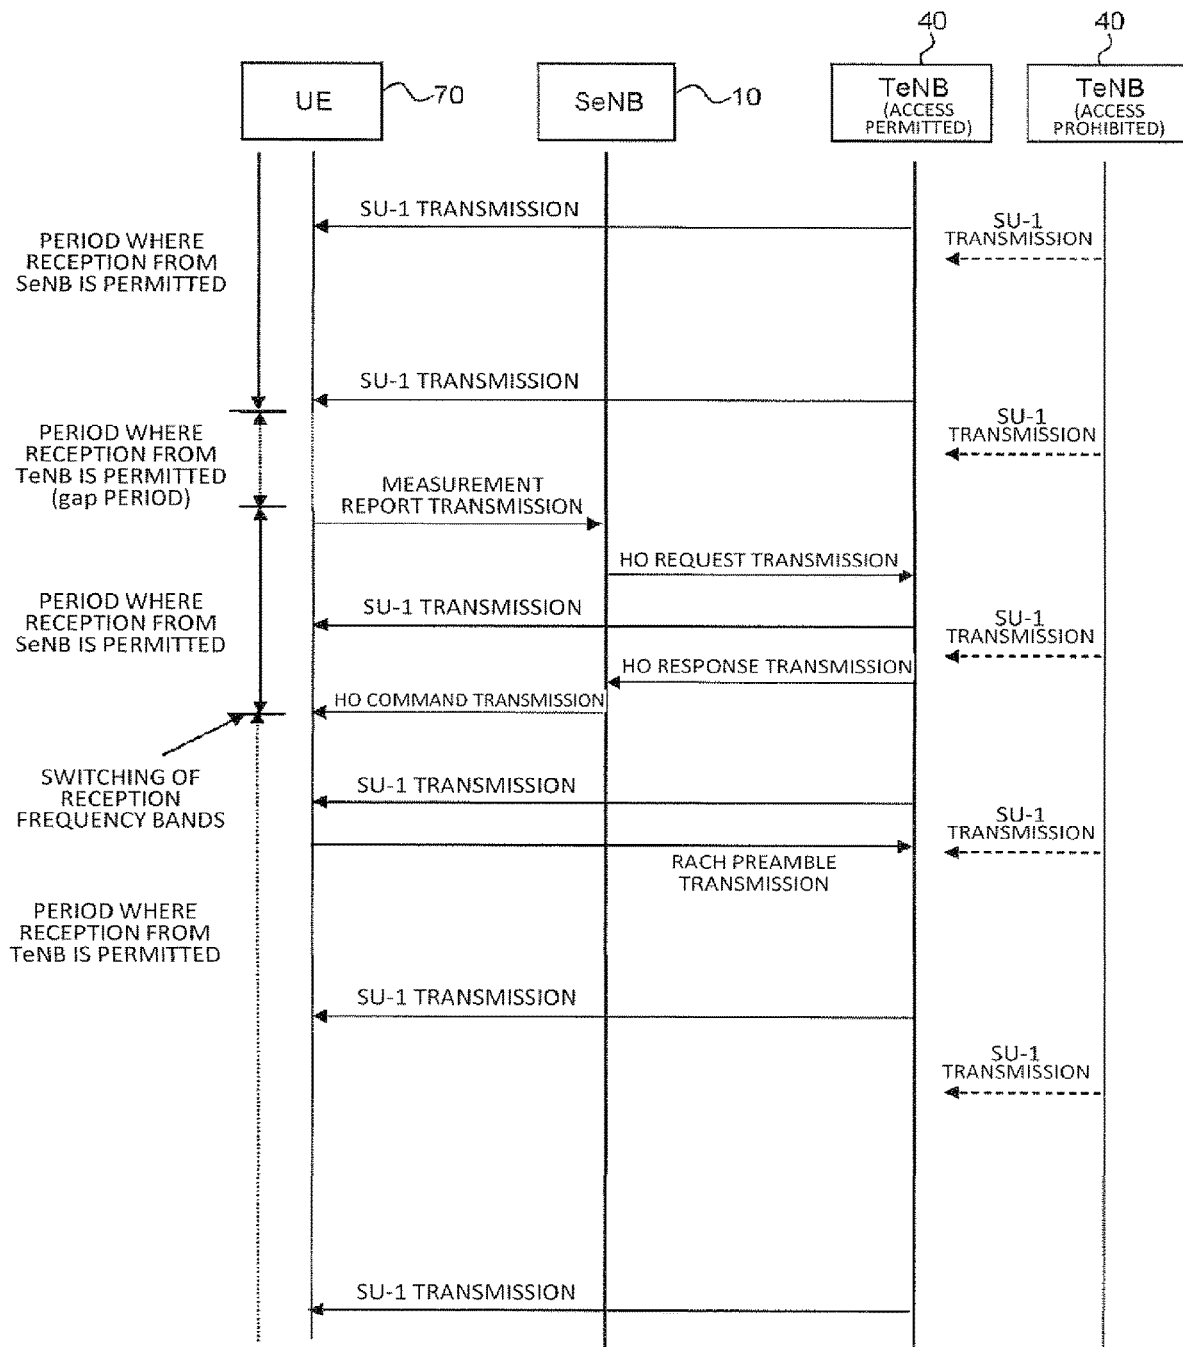 40
40
UE
70
SeNB
10
TeNB
(ACCESS
PERMITTED)
TeNB
(ACCESS
PROHIBITED)
SU-1 TRANSMISSION
SU-1
TRANSMISSION
PERIOD WHERE
RECEPTION FROM
SeNB IS PERMITTED
SU-1 TRANSMISSION
SU-1
TRANSMISSION
PERIOD WHERE
RECEPTION FROM
TeNB IS PERMITTED
(gap PERIOD)
MEASUREMENT
REPORT TRANSMISSION
HO REQUEST TRANSMISSION
PERIOD WHERE
RECEPTION FROM
SeNB IS PERMITTED
SU-1 TRANSMISSION
SU-1
TRANSMISSION
HO RESPONSE TRANSMISSION
HO COMMAND TRANSMISSION
SWITCHING OF
RECEPTION
FREQUENCY BANDS
SU-1 TRANSMISSION
SU-1
TRANSMISSION
RACH PREAMBLE
TRANSMISSION
PERIOD WHERE
RECEPTION FROM
TeNB IS PERMITTED
SU-1 TRANSMISSION
SU-1
TRANSMISSION
SU-1 TRANSMISSION